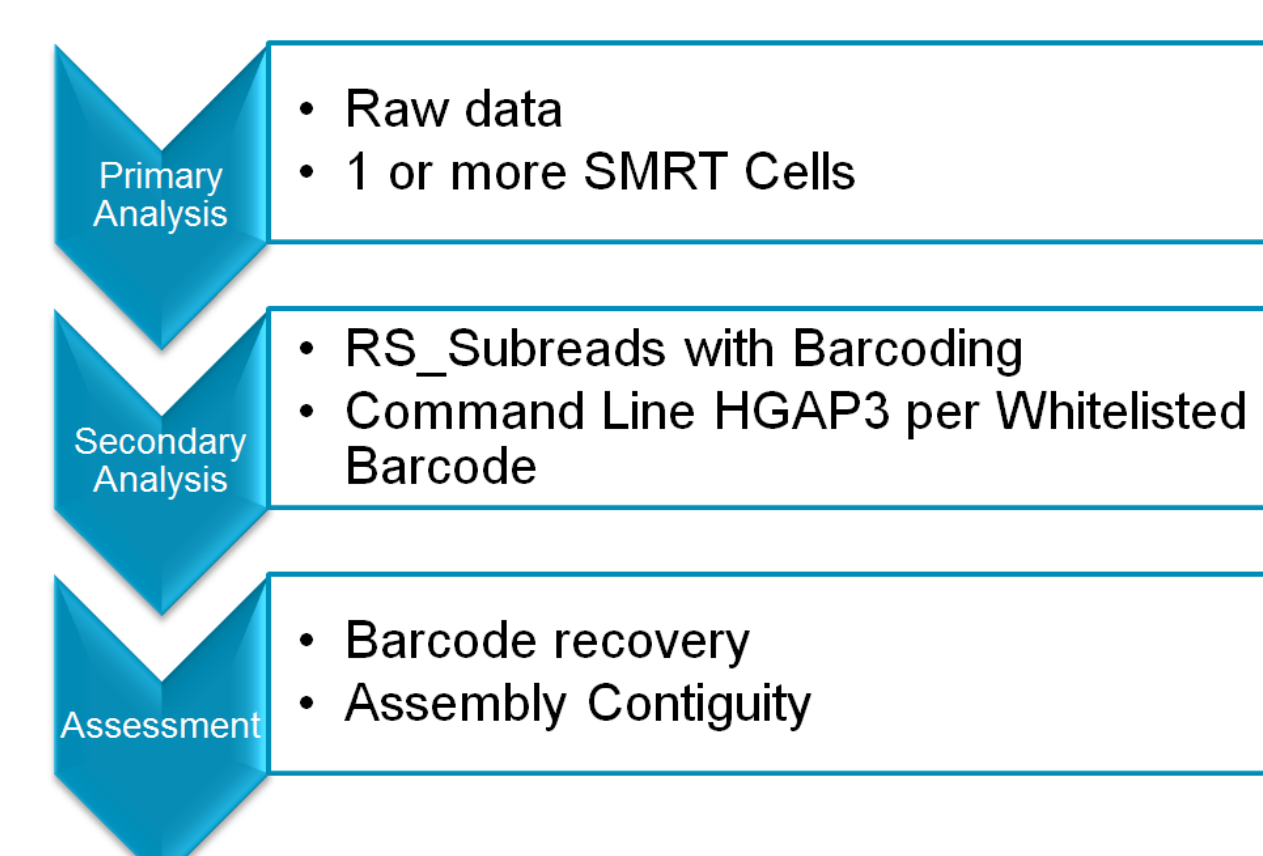 Primary
Analysis
• Raw data
• 1 or more SMRT Cells
Secondary
Analysis
• RS_Subreads with Barcoding
• Command Line HGAP3 per Whitelisted
Barcode
Assessment
• Barcode recovery
• Assembly Contiguity